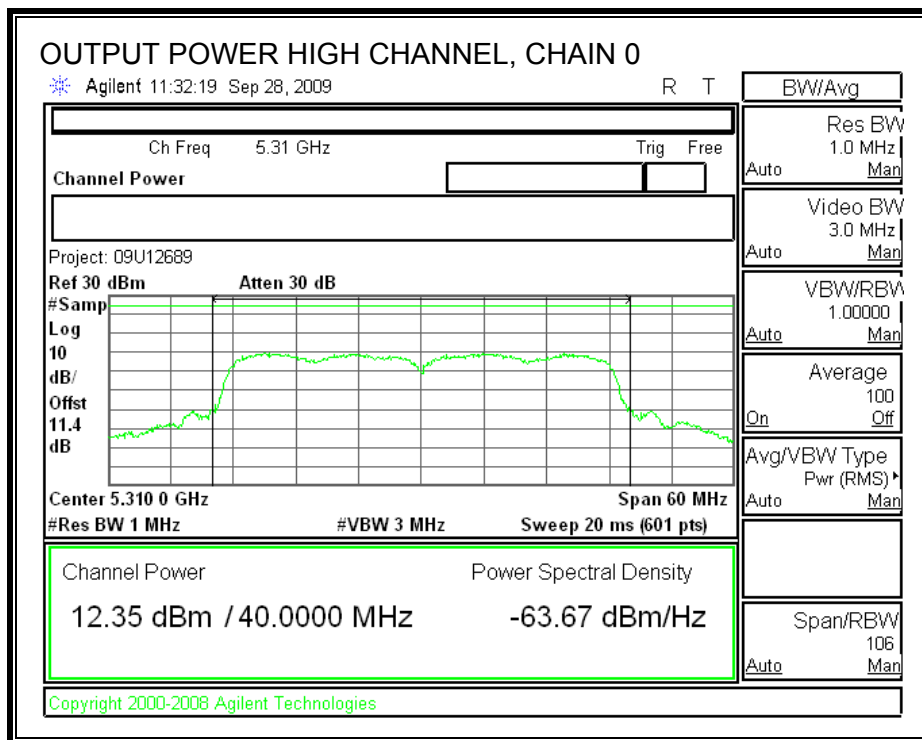 OUTPUT POWER HIGH CHANNEL, CHAIN 0
Agilent 11:32:19 Sep 28, 2009 R T
Ch Freq 5.31 GHz Trig Free
Channel Power
Project: 09U12689
Ref 30 dBm Atten 30 dB
#Samp
Log
10
dB/
Offst
11.4
dB
Center 5.310 0 GHz Span 60 MHz
#Res BW 1 MHz #VBW 3 MHz Sweep 20 ms (601 pts)
Channel Power Power Spectral Density
12.35 dBm / 40.0000 MHz -63.67 dBm/Hz
Copyright 2000-2008 Agilent Technologies
BW/Avg
Res BW
1.0 MHz
Auto Man
Video BW
3.0 MHz
Auto Man
VBW/RBW
1.00000
Auto Man
Average
100
On Off
Avg/VBW Type
Pwr (RMS)
Auto Man
Span/RBW
106
Auto Man